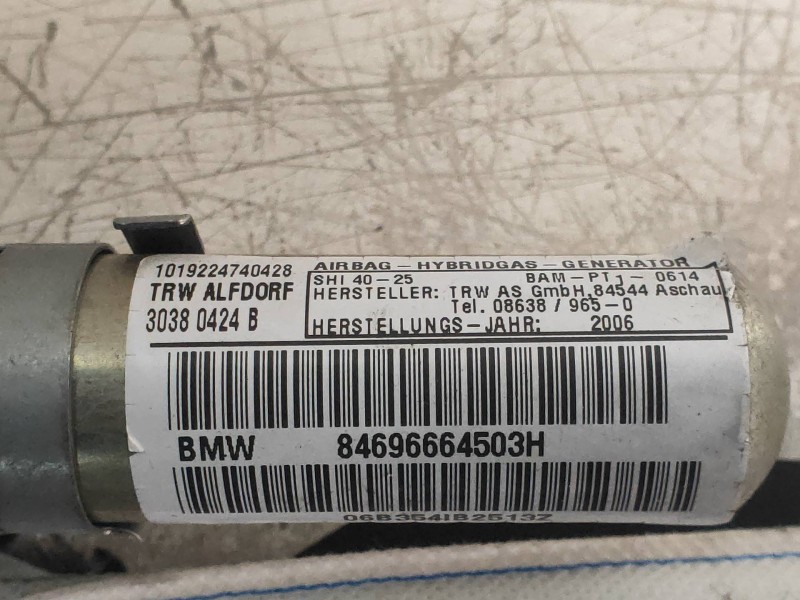 1019224740428
TRW ALFDORF
3038 0424 B
AIRBAG - HYBRIDGAS - GENERATOR
SHI 40 - 25 BAM - PT1 - 0614
HERSTELLER: TRW AS GmbH, 84544 Aschau
Tel. 08638 / 965 - 0
HERSTELLUNGS - JAHR: 2006
BMW 84696664503H
06B354IB2513Z